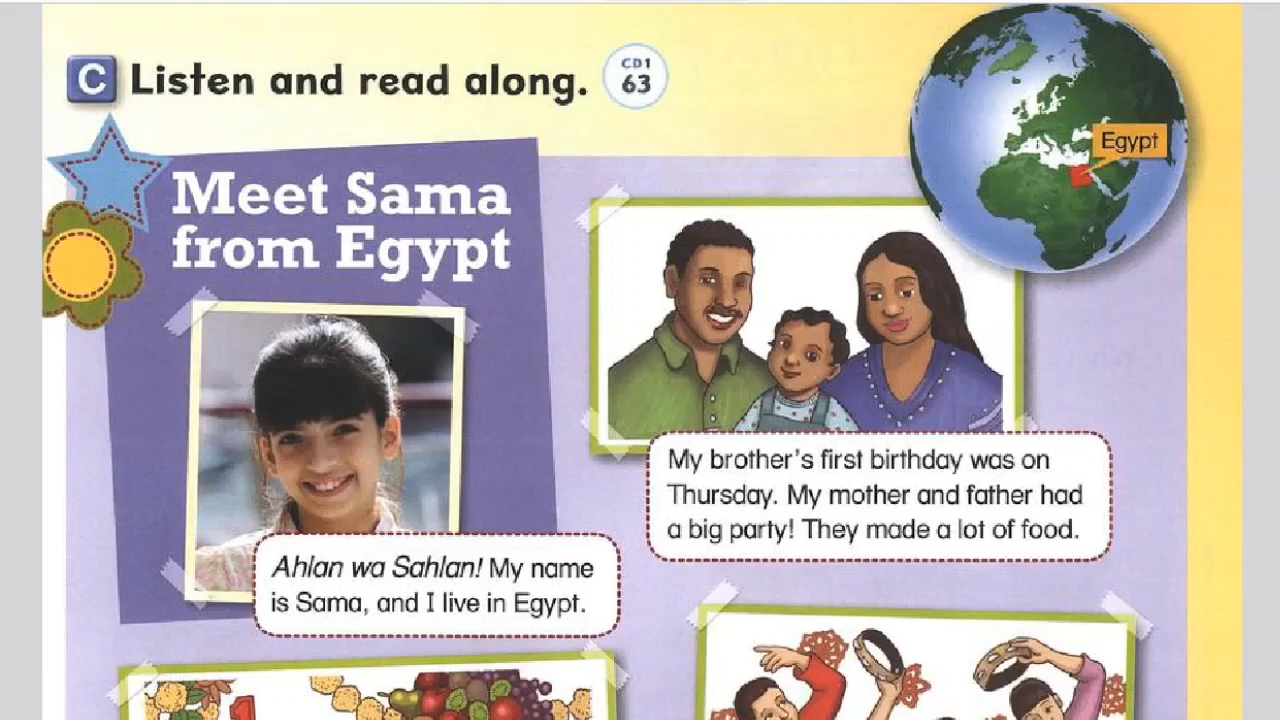 C Listen and read along. CD1 63
Egypt
Meet Sama
from Egypt
My brother's first birthday was on
Thursday. My mother and father had
a big party! They made a lot of food.
Ahlan wa Sahlan! My name
is Sama, and I live in Egypt.